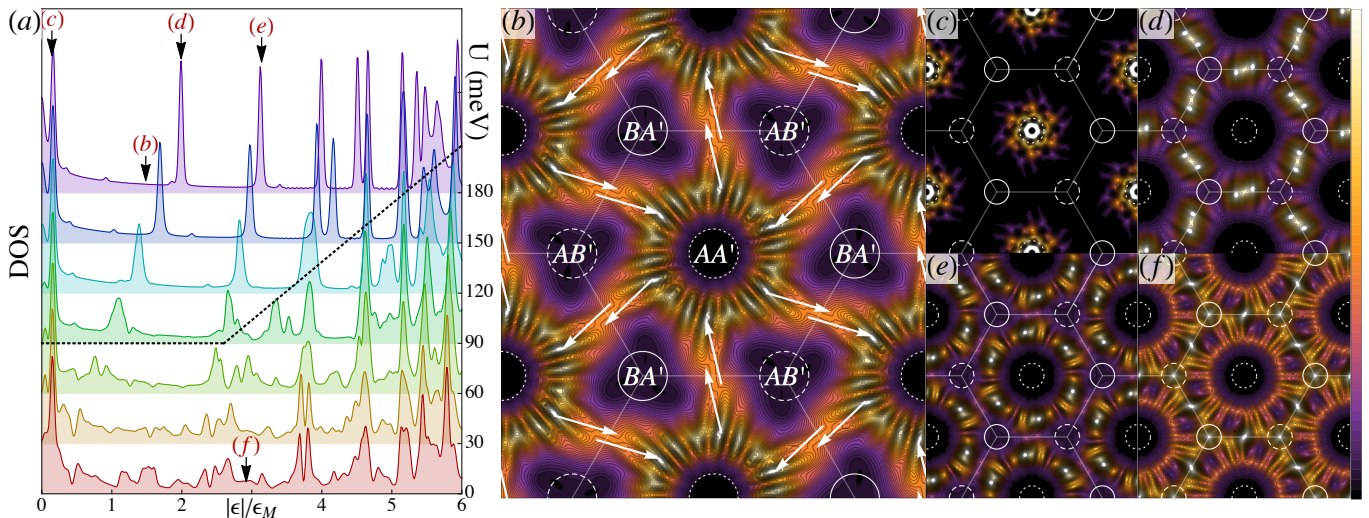 (a)
(c)
(d)
(e)
(b)
(f)
DOS
U (meV)
180
150
120
90
60
30
0
0 1 2 3 4 5 6
|ϵ|/ϵ_M
(b)
BA' AB'
AB' AA' BA'
BA' AB'
(c)
(d)
(e)
(f)